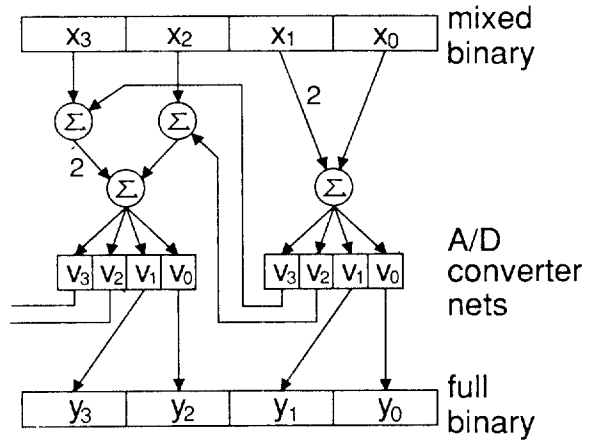 x₃ x₂ x₁ x₀
mixed
binary
2
Σ Σ
2
Σ Σ
A/D
converter
nets
v₃ v₂ v₁ v₀ v₃ v₂ v₁ v₀
y₃ y₂ y₁ y₀
full
binary